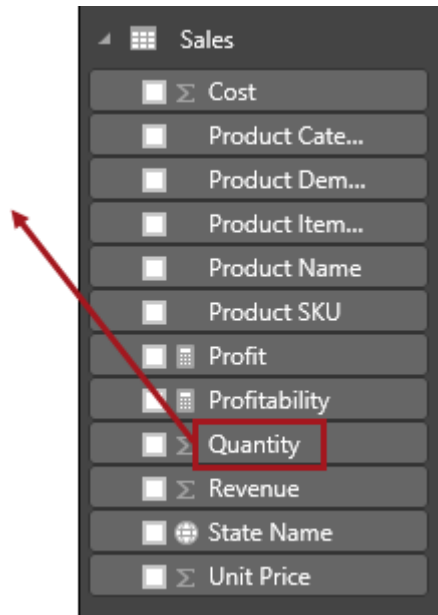 Sales
Cost
Product Cate...
Product Dem...
Product Item...
Product Name
Product SKU
Profit
Profitability
Quantity
Revenue
State Name
Unit Price